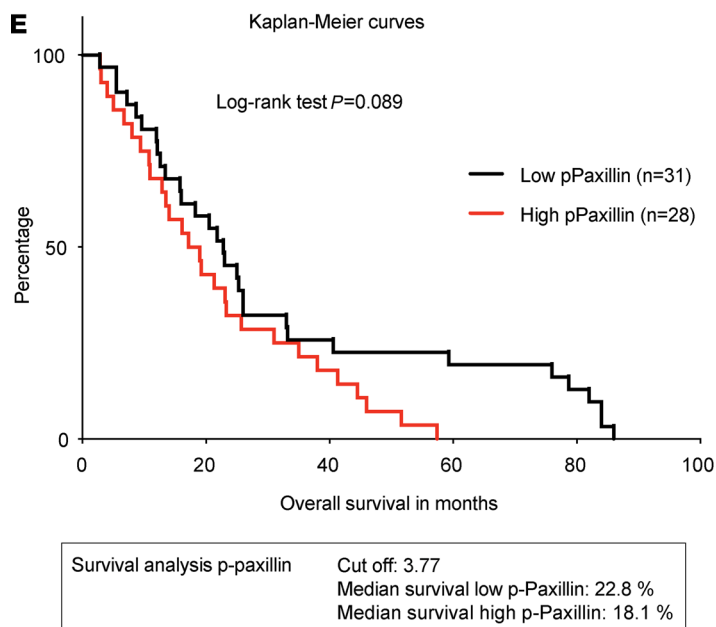 E
Kaplan-Meier curves
Log-rank test P=0.089
Low pPaxillin (n=31)
High pPaxillin (n=28)
Percentage
100
50
0
0 20 40 60 80 100
Overall survival in months
Survival analysis p-paxillin Cut off: 3.77
Median survival low p-Paxillin: 22.8 %
Median survival high p-Paxillin: 18.1 %